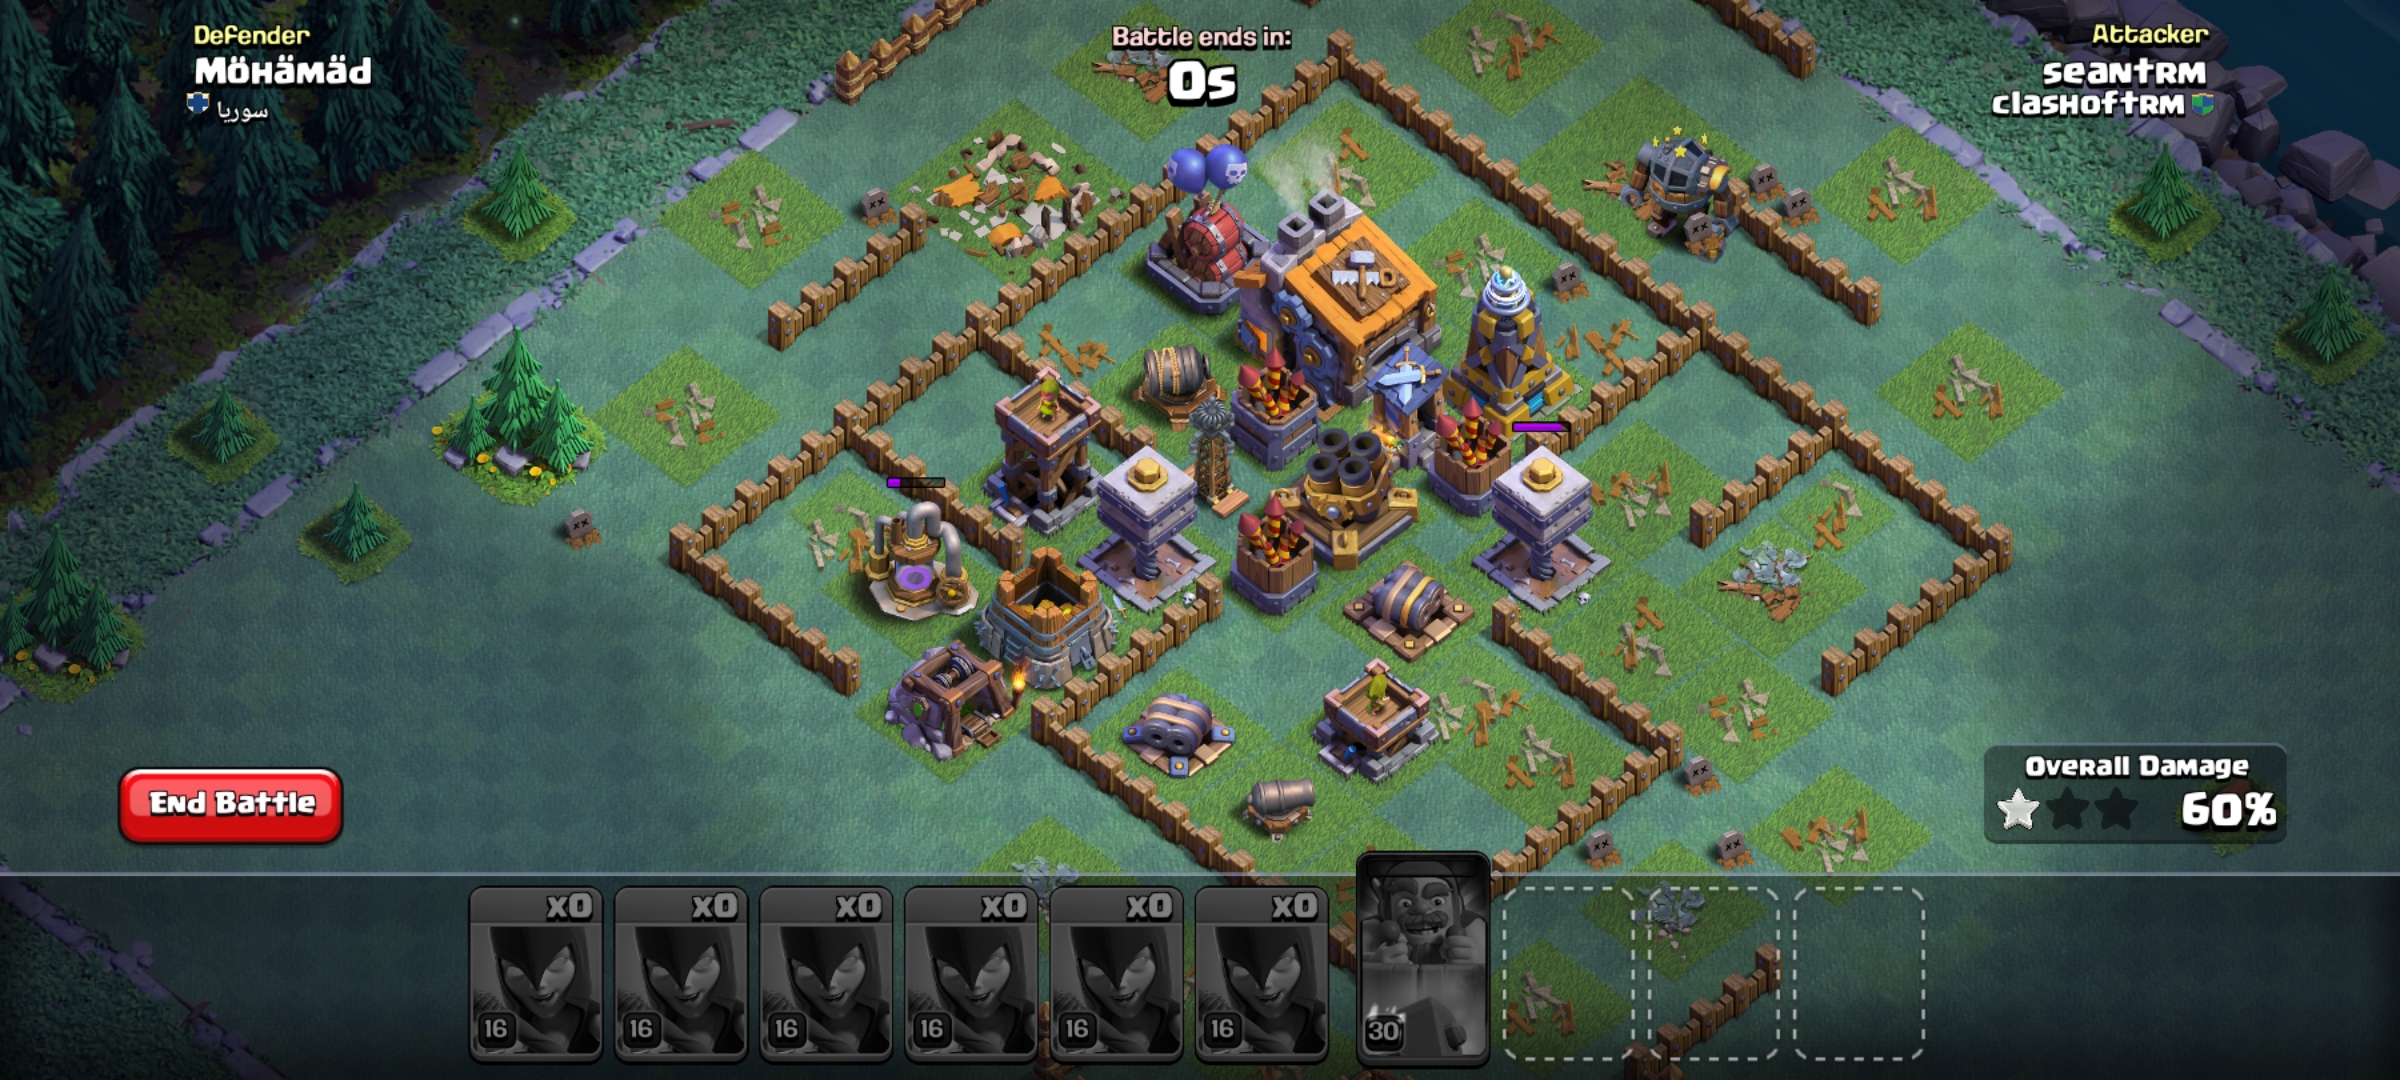 Defender
Möhämäd
سوريا
Battle ends in:
0s
Attacker
seantRM
clashoftRM
End Battle
Overall Damage
60%
x0
x0
x0
x0
x0
x0
16
16
16
16
16
16
30